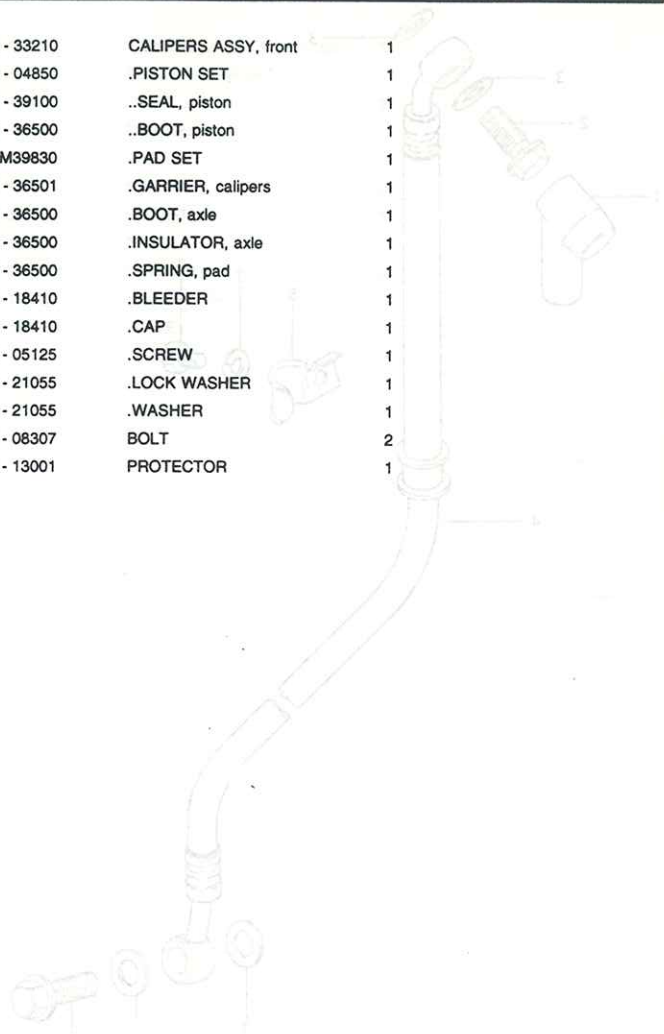 - 33210 CALIPERS ASSY, front 1
- 04850 .PISTON SET 1
- 39100 ..SEAL, piston 1
- 36500 ..BOOT, piston 1
M39830 .PAD SET 1
- 36501 .GARRIER, calipers 1
- 36500 .BOOT, axle 1
- 36500 .INSULATOR, axle 1
- 36500 .SPRING, pad 1
- 18410 .BLEEDER 1
- 18410 .CAP 1
- 05125 .SCREW 1
- 21055 .LOCK WASHER 1
- 21055 .WASHER 1
- 08307 BOLT 2
- 13001 PROTECTOR 1